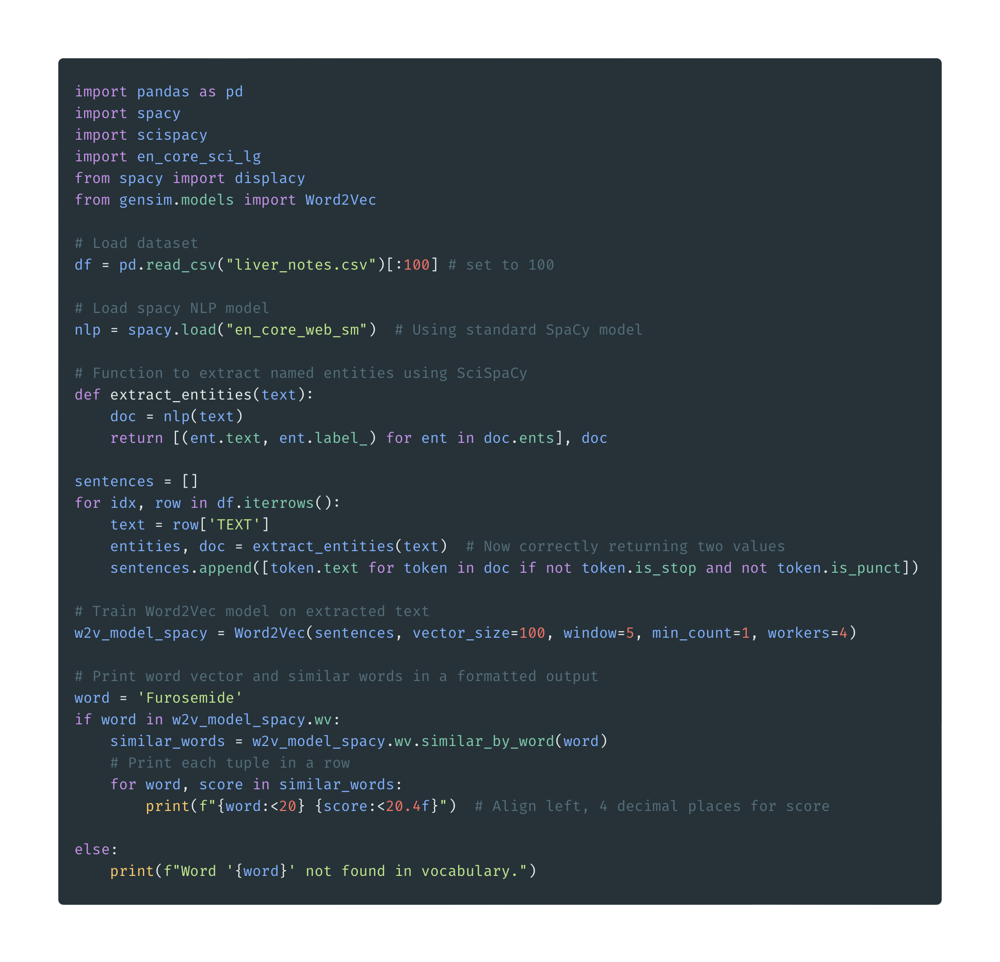 import pandas as pd
import spacy
import scispacy
import en_core_sci_lg
from spacy import displacy
from gensim.models import Word2Vec

# Load dataset
df = pd.read_csv("liver_notes.csv")[:100] # set to 100

# Load spacy NLP model
nlp = spacy.load("en_core_web_sm")  # Using standard SpaCy model

# Function to extract named entities using SciSpaCy
def extract_entities(text):
    doc = nlp(text)
    return [(ent.text, ent.label_) for ent in doc.ents], doc

sentences = []
for idx, row in df.iterrows():
    text = row['TEXT']
    entities, doc = extract_entities(text)  # Now correctly returning two values
    sentences.append([token.text for token in doc if not token.is_stop and not token.is_punct])

# Train Word2Vec model on extracted text
w2v_model_spacy = Word2Vec(sentences, vector_size=100, window=5, min_count=1, workers=4)

# Print word vector and similar words in a formatted output
word = 'Furosemide'
if word in w2v_model_spacy.wv:
    similar_words = w2v_model_spacy.wv.similar_by_word(word)
    # Print each tuple in a row
    for word, score in similar_words:
        print(f"{word:<20} {score:<20.4f}")  # Align left, 4 decimal places for score

else:
    print(f"Word '{word}' not found in vocabulary.")